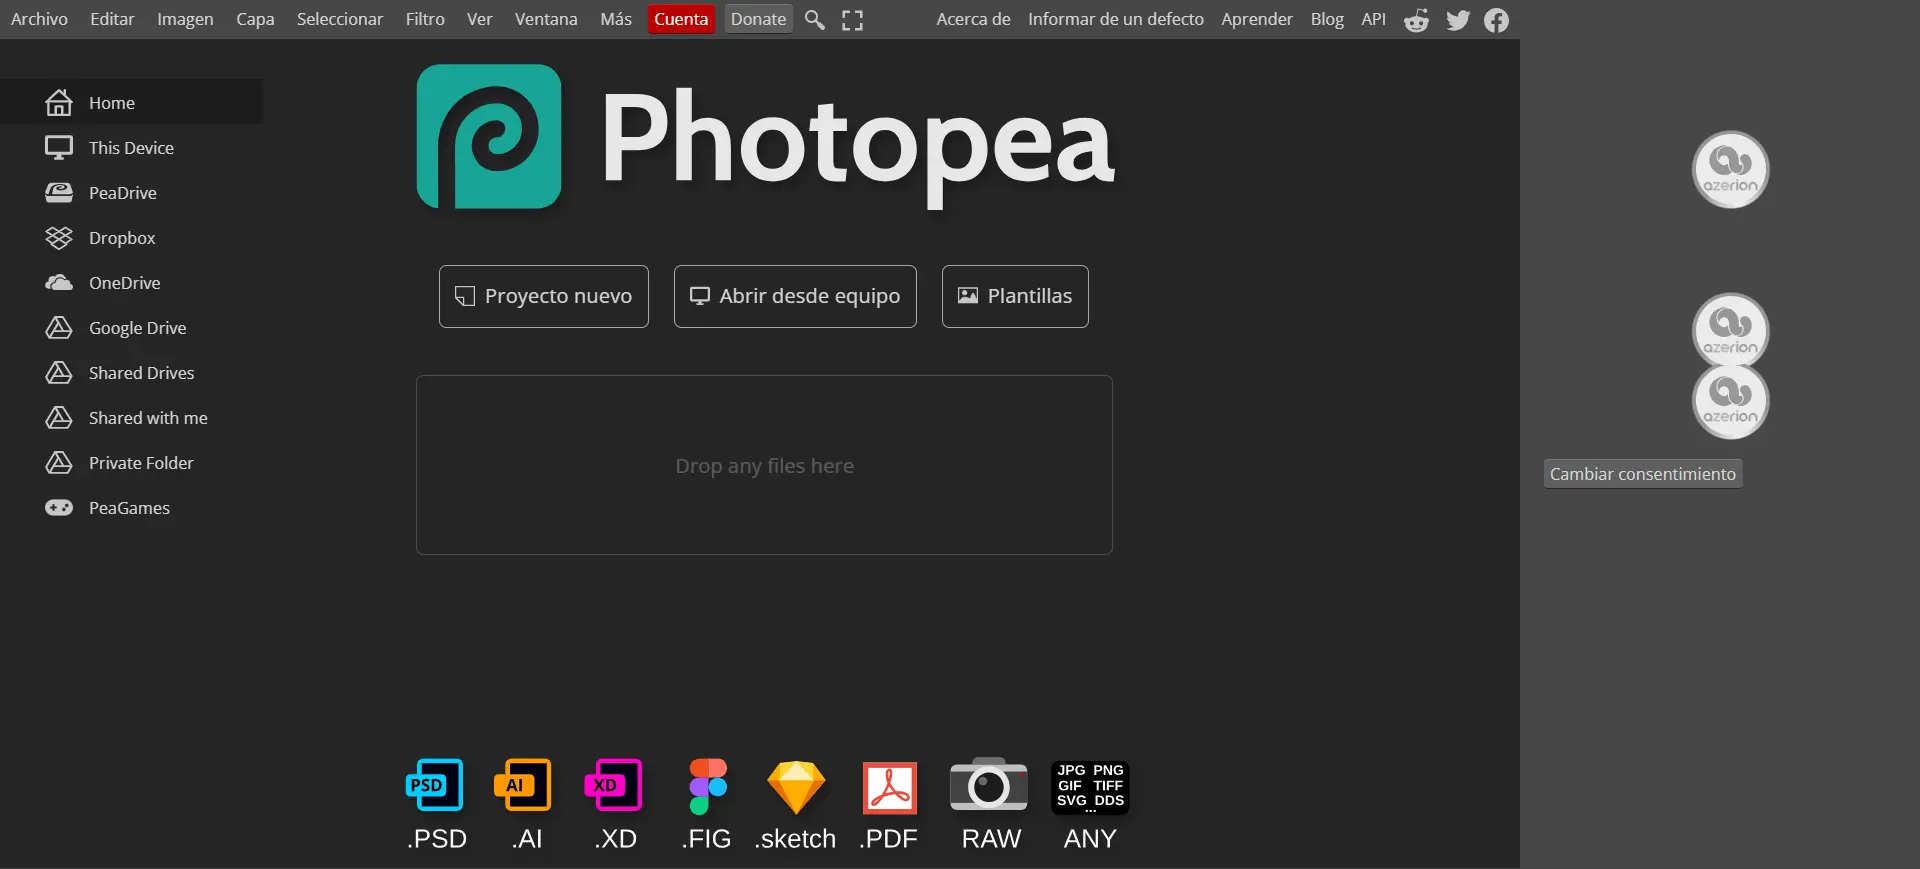 Archivo Editar Imagen Capa Seleccionar Filtro Ver Ventana Más Cuenta Donate Acerca de Informar de un defecto Aprender Blog API
Photopea
Home
This Device
PeaDrive
Dropbox
OneDrive
Google Drive
Shared Drives
Shared with me
Private Folder
PeaGames
Proyecto nuevo Abrir desde equipo Plantillas
Drop any files here
azerion
azerion
azerion
Cambiar consentimiento
PSD AI XD
JPG PNG
GIF TIFF
SVG DDS
...
.PSD .AI .XD .FIG .sketch .PDF RAW ANY